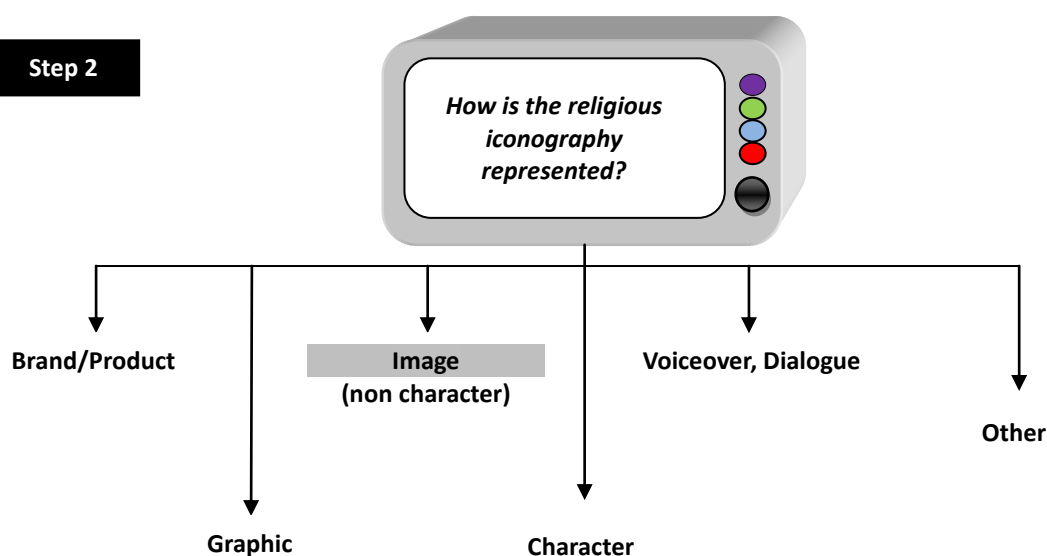 Step 2
How is the religious
iconography
represented?
Brand/Product
Image
(non character)
Voiceover, Dialogue
Other
Graphic
Character